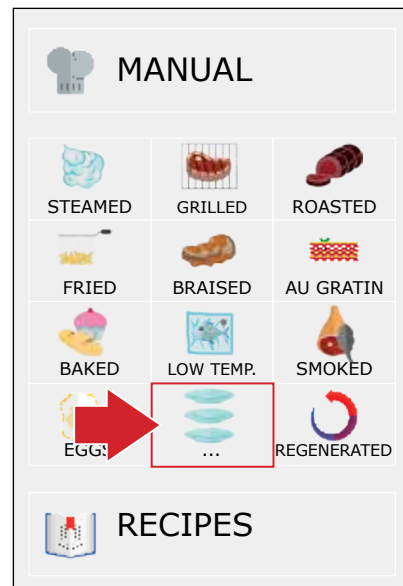 MANUAL
STEAMED GRILLED ROASTED
FRIED BRAISED AU GRATIN
BAKED LOW TEMP. SMOKED
EGGS ... REGENERATED
RECIPES